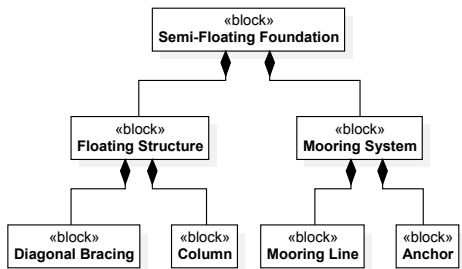 «block»
Semi-Floating Foundation
«block»
Floating Structure
«block»
Mooring System
«block»
Diagonal Bracing
«block»
Column
«block»
Mooring Line
«block»
Anchor